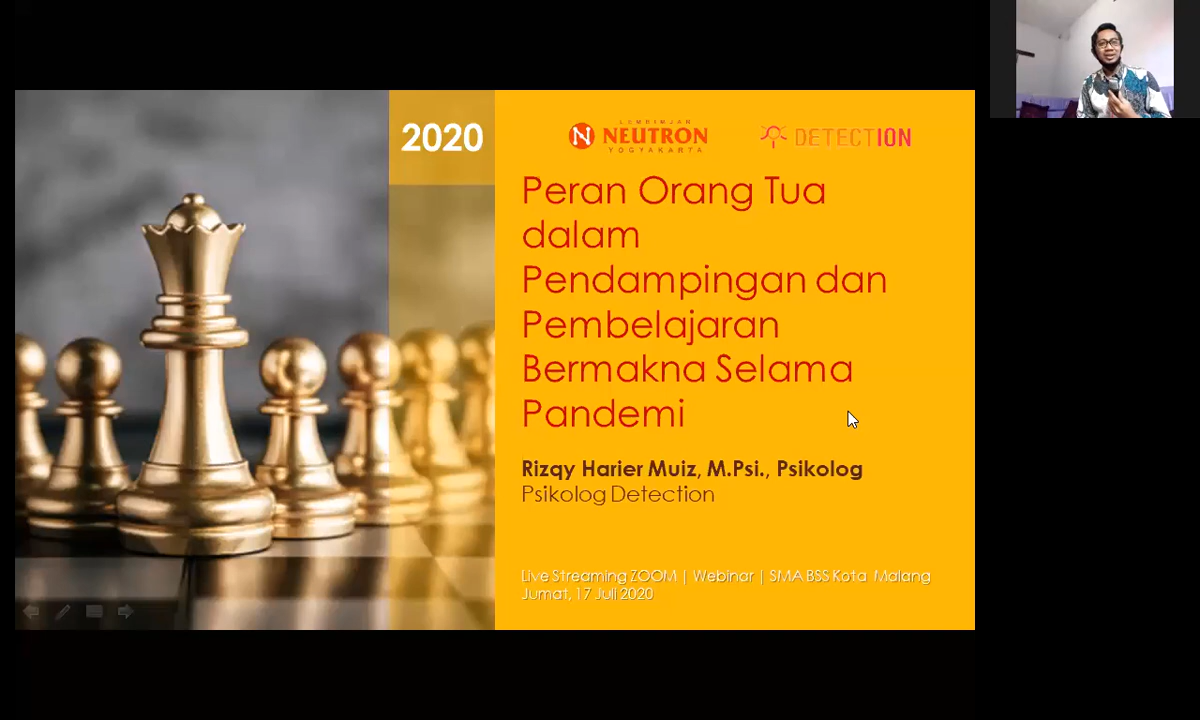 2020
LEMBIMJAN
NEUTRON
YOGYAKARTA
DETECTION
Peran Orang Tua
dalam
Pendampingan dan
Pembelajaran
Bermakna Selama
Pandemi
Rizqy Harier Muiz, M.Psi., Psikolog
Psikolog Detection
Live Streaming ZOOM | Webinar | SMA BSS Kota Malang
Jumat, 17 Juli 2020